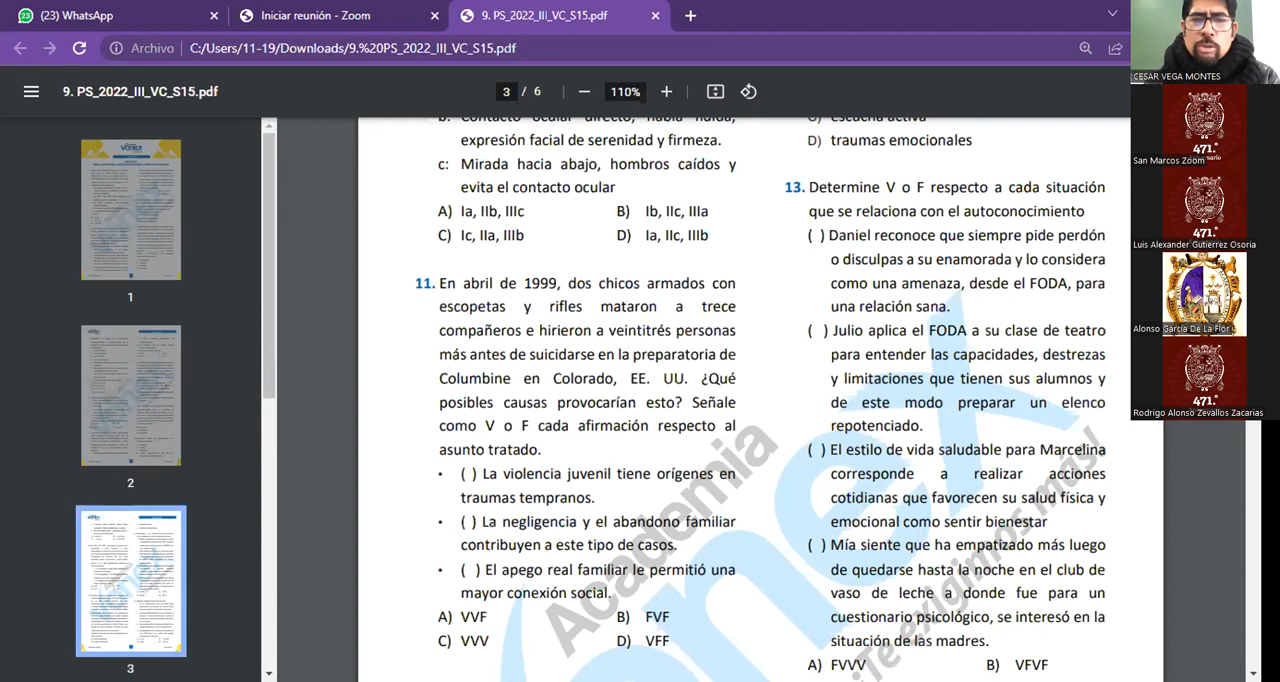 (23) WhatsApp
Iniciar reunión - Zoom
9. PS_2022_III_VC_S15.pdf
Archivo
C:/Users/11-19/Downloads/9.%20PS_2022_III_VC_S15.pdf
9. PS_2022_III_VC_S15.pdf
3 / 6
110%
1
2
3
b: Contacto ocular directo, habla fluida,
expresión facial de serenidad y firmeza.
c: Mirada hacia abajo, hombros caídos y
evita el contacto ocular
A) Ia, IIb, IIIc B) Ib, IIc, IIIa
C) Ic, IIa, IIIb D) Ia, IIc, IIIb
11. En abril de 1999, dos chicos armados con
escopetas y rifles mataron a trece
compañeros e hirieron a veintitrés personas
más antes de suicidarse en la preparatoria de
Columbine en Colorado, EE. UU. ¿Qué
posibles causas provocarían esto? Señale
como V o F cada afirmación respecto al
asunto tratado.
• ( ) La violencia juvenil tiene orígenes en
traumas tempranos.
• ( ) La negligencia y el abandono familiar
contribuyen a este tipo de casos.
• ( ) El apego real familiar le permitió una
mayor conexión social.
A) VVF B) FVF
C) VVV D) VFF
C) escucha activa
D) traumas emocionales
13. Determine V o F respecto a cada situación
que se relaciona con el autoconocimiento
( ) Daniel reconoce que siempre pide perdón
o disculpas a su enamorada y lo considera
como una amenaza, desde el FODA, para
una relación sana.
( ) Julio aplica el FODA a su clase de teatro
para entender las capacidades, destrezas
y limitaciones que tienen sus alumnos y
de este modo preparar un elenco
repotenciado.
( ) El estilo de vida saludable para Marcelina
corresponde a realizar acciones
cotidianas que favorecen su salud física y
emocional como sentir bienestar
( ) Mía siente que ha empatizado más luego
de quedarse hasta la noche en el club de
vaso de leche a donde fue para un
cuestionario psicológico, se interesó en la
situación de las madres.
A) FVVV B) VFVF
Academia
onex
¡Te exigimos más!
CESAR VEGA MONTES
471.°
San Marcos Zoom
471.°
Luis Alexander Gutierrez Osoria
Alonso García De La Flor
471.°
Rodrigo Alonso Zevallos Zacarias